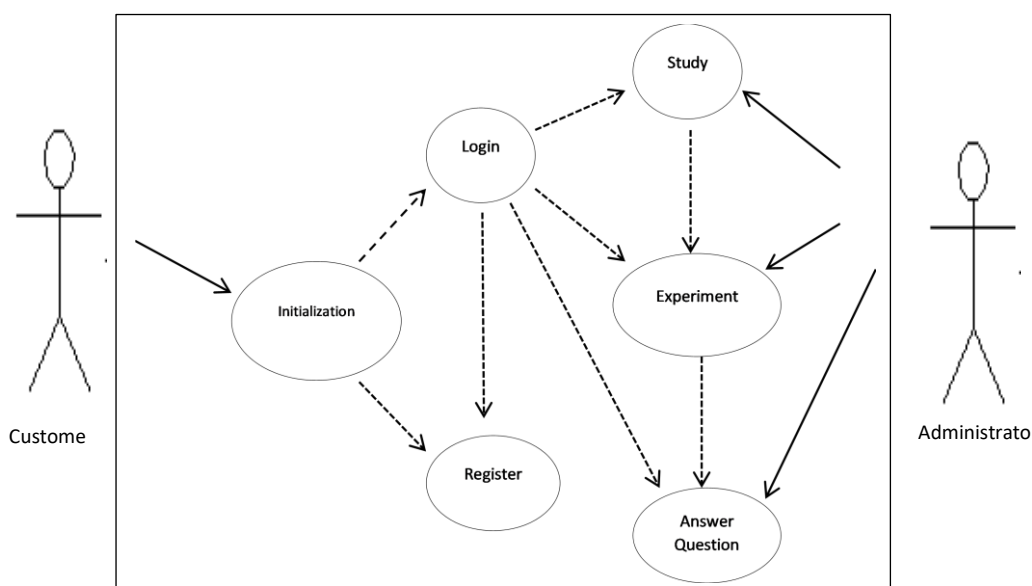 Study
Login
Initialization
Experiment
Custome
Administrato
Register
Answer
Question